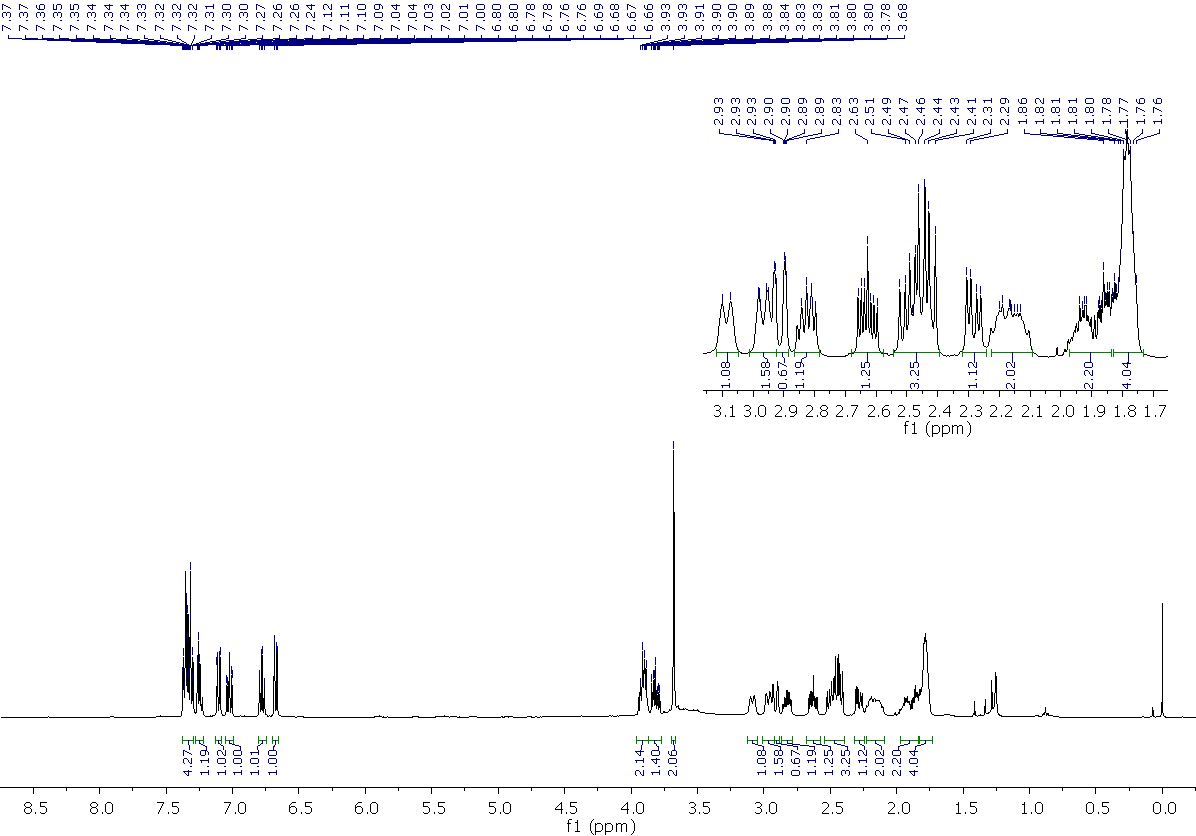 7.37 7.37 7.36 7.35 7.35 7.34 7.34 7.34 7.33 7.32 7.32 7.32 7.31 7.30 7.30 7.27 7.26 7.26 7.24 7.12 7.11 7.10 7.09 7.04 7.04 7.03 7.02 7.01 7.00 6.80 6.80 6.78 6.78 6.76 6.76 6.69 6.68 6.67 6.66 3.93 3.93 3.91 3.90 3.90 3.89 3.88 3.84 3.83 3.83 3.81 3.80 3.80 3.78 3.68
2.93 2.93 2.93 2.90 2.90 2.89 2.89 2.83 2.63 2.51 2.49 2.47 2.46 2.44 2.43 2.41 2.31 2.29 1.86 1.82 1.81 1.81 1.80 1.78 1.77 1.76 1.76
1.08 1.58 0.67 1.19 1.25 3.25 1.12 2.02 2.20 4.04
3.1 3.0 2.9 2.8 2.7 2.6 2.5 2.4 2.3 2.2 2.1 2.0 1.9 1.8 1.7
f1 (ppm)
4.27 1.19 1.02 1.00 1.01 1.00 2.14 1.40 2.06 1.08 1.58 0.67 1.19 1.25 3.25 1.12 2.02 2.20 4.04
8.5 8.0 7.5 7.0 6.5 6.0 5.5 5.0 4.5 4.0 3.5 3.0 2.5 2.0 1.5 1.0 0.5 0.0
f1 (ppm)